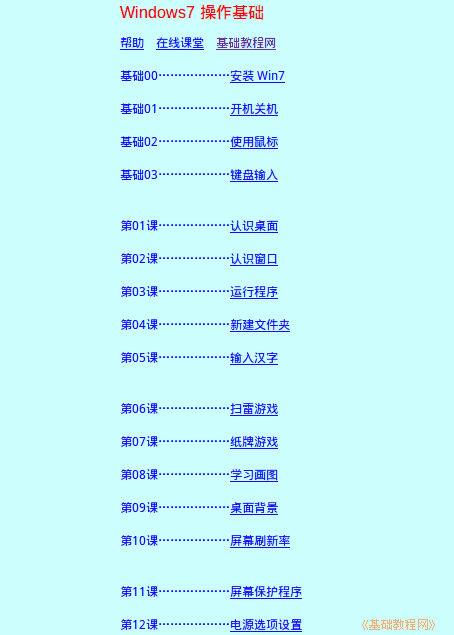 Windows7 操作基础
帮助 在线课堂 基础教程网
基础00………………安装 Win7
基础01………………开机关机
基础02………………使用鼠标
基础03………………键盘输入
第01课………………认识桌面
第02课………………认识窗口
第03课………………运行程序
第04课………………新建文件夹
第05课………………输入汉字
第06课………………扫雷游戏
第07课………………纸牌游戏
第08课………………学习画图
第09课………………桌面背景
第10课………………屏幕刷新率
第11课………………屏幕保护程序
第12课………………电源选项设置
《基础教程网》